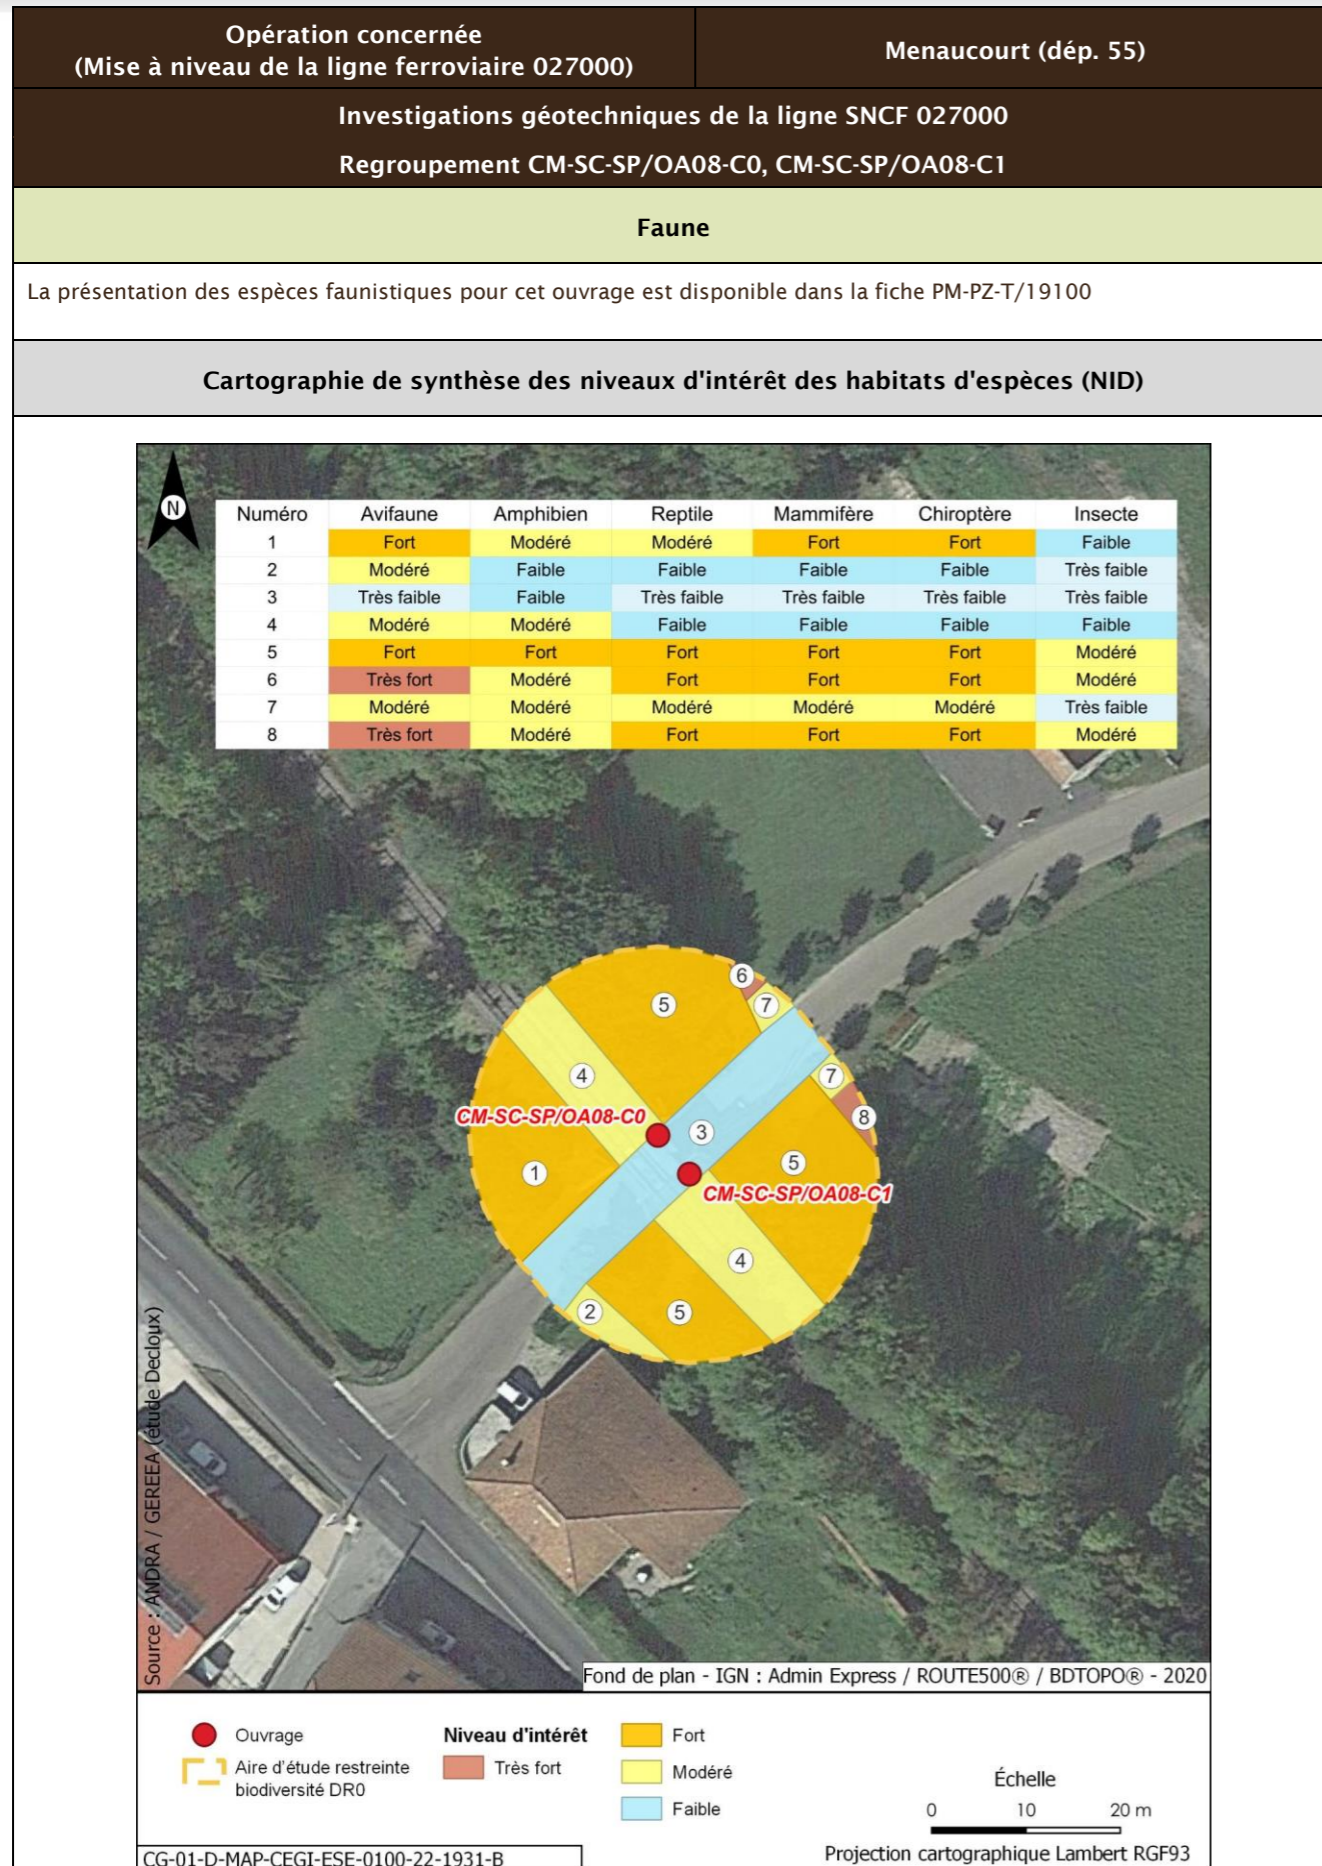 Opération concernée
(Mise à niveau de la ligne ferroviaire 027000)
Menaucourt (dép. 55)
Investigations géotechniques de la ligne SNCF 027000
Regroupement CM-SC-SP/OA08-C0, CM-SC-SP/OA08-C1
Faune
La présentation des espèces faunistiques pour cet ouvrage est disponible dans la fiche PM-PZ-T/19100
Cartographie de synthèse des niveaux d'intérêt des habitats d'espèces (NID)
N
Numéro Avifaune Amphibien Reptile Mammifère Chiroptère Insecte
1 Fort Modéré Modéré Fort Fort Faible
2 Modéré Faible Faible Faible Faible Très faible
3 Très faible Faible Très faible Très faible Très faible Très faible
4 Modéré Modéré Faible Faible Faible Faible
5 Fort Fort Fort Fort Fort Modéré
6 Très fort Modéré Fort Fort Fort Modéré
7 Modéré Modéré Modéré Modéré Modéré Très faible
8 Très fort Modéré Fort Fort Fort Modéré
6
5
7
4
7
CM-SC-SP/OA08-C0
8
3
5
1
CM-SC-SP/OA08-C1
4
2
5
Source : ANDRA / GEREEA (étude Decloux)
Fond de plan - IGN : Admin Express / ROUTE500® / BDTOPO® - 2020
Ouvrage
Aire d'étude restreinte
biodiversité DR0
Niveau d'intérêt
Très fort
Fort
Modéré
Faible
Échelle
0 10 20 m
Projection cartographique Lambert RGF93
CG-01-D-MAP-CEGI-ESE-0100-22-1931-B